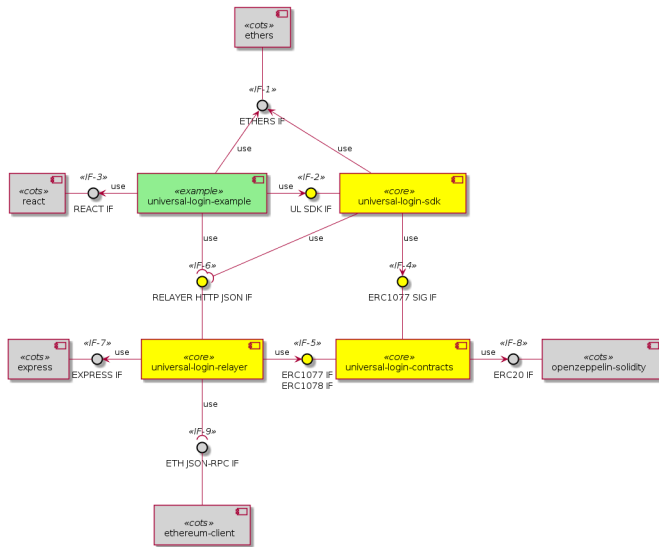 «cots»
ethers
«IF-1»
ETHERS IF
use
use
«cots»
react
«IF-3»
REACT IF
use
«example»
universal-login-example
use
«IF-2»
UL SDK IF
«core»
universal-login-sdk
use
use
use
«IF-6»
RELAYER HTTP JSON IF
«IF-4»
ERC1077 SIG IF
«cots»
express
«IF-7»
EXPRESS IF
use
«core»
universal-login-relayer
use
«IF-5»
ERC1077 IF
ERC1078 IF
«core»
universal-login-contracts
use
«IF-8»
ERC20 IF
«cots»
openzeppelin-solidity
use
«IF-9»
ETH JSON-RPC IF
«cots»
ethereum-client